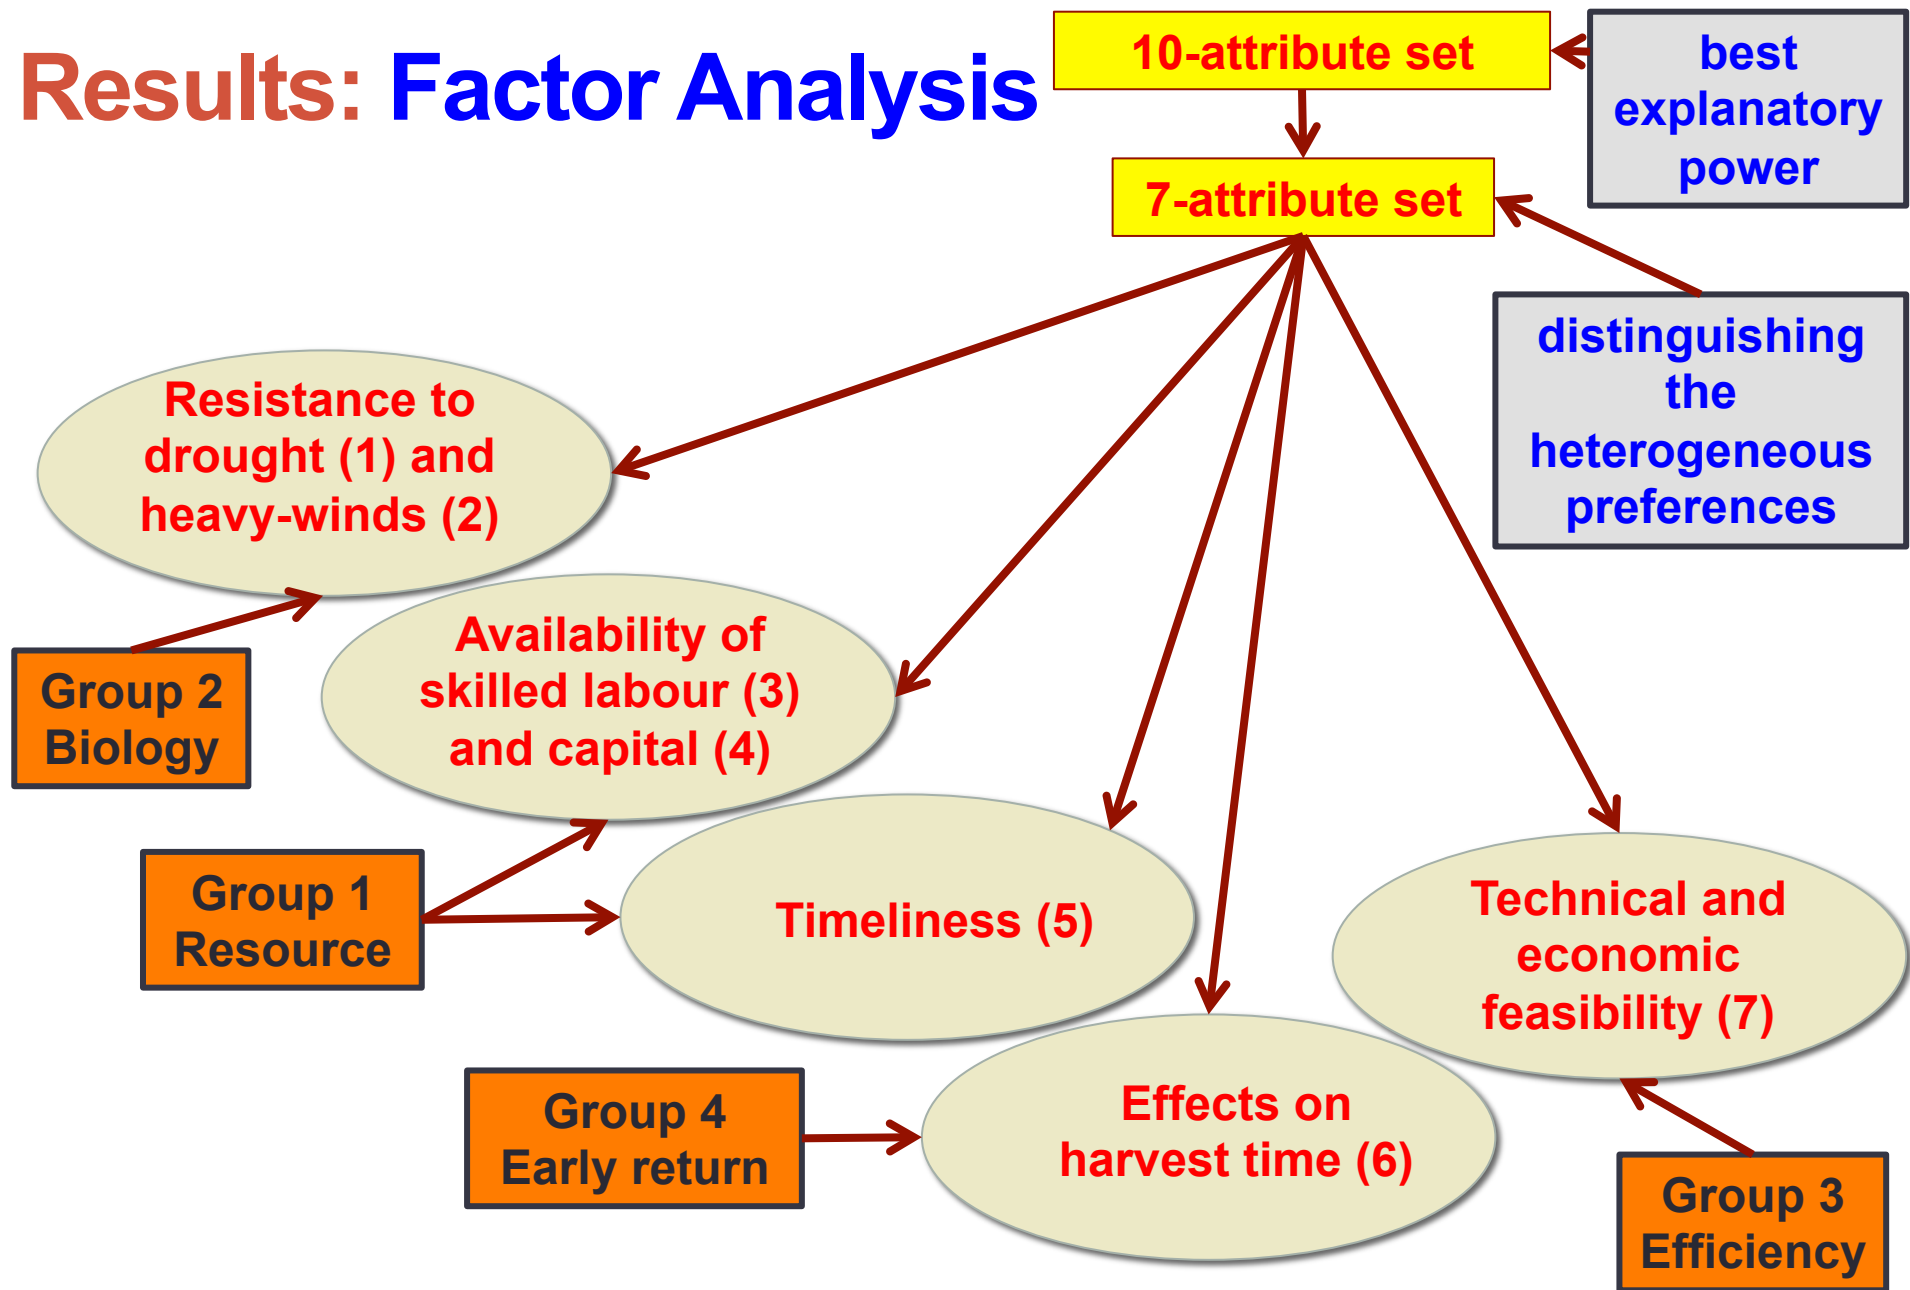 Results: Factor Analysis
10-attribute set
best
explanatory
power
7-attribute set
distinguishing
the
heterogeneous
preferences
Resistance to
drought (1) and
heavy-winds (2)
Group 2
Biology
Availability of
skilled labour (3)
and capital (4)
Group 1
Resource
Timeliness (5)
Technical and
economic
feasibility (7)
Group 4
Early return
Effects on
harvest time (6)
Group 3
Efficiency